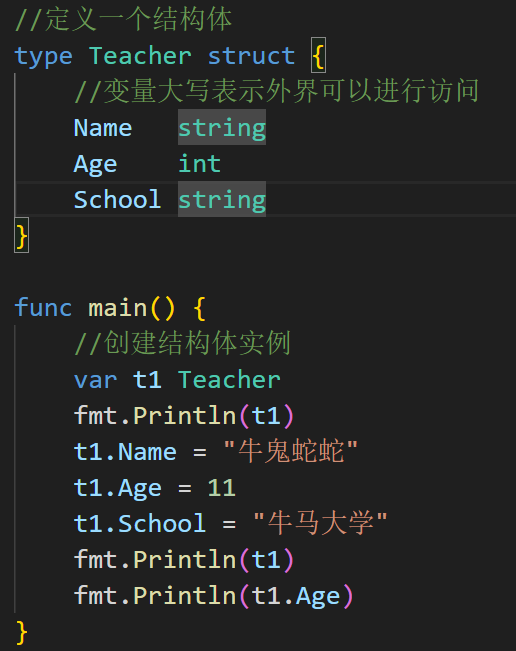 //定义一个结构体
type Teacher struct {
    //变量大写表示外界可以进行访问
    Name   string
    Age    int
    School string
}

func main() {
    //创建结构体实例
    var t1 Teacher
    fmt.Println(t1)
    t1.Name = "牛鬼蛇蛇"
    t1.Age = 11
    t1.School = "牛马大学"
    fmt.Println(t1)
    fmt.Println(t1.Age)
}